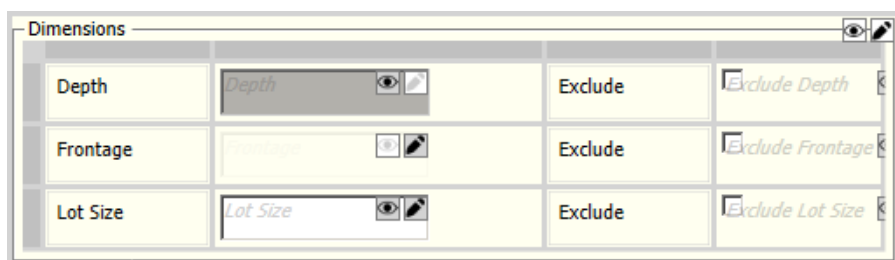 Dimensions
Depth Depth Exclude Exclude Depth
Frontage Frontage Exclude Exclude Frontage
Lot Size Lot Size Exclude Exclude Lot Size